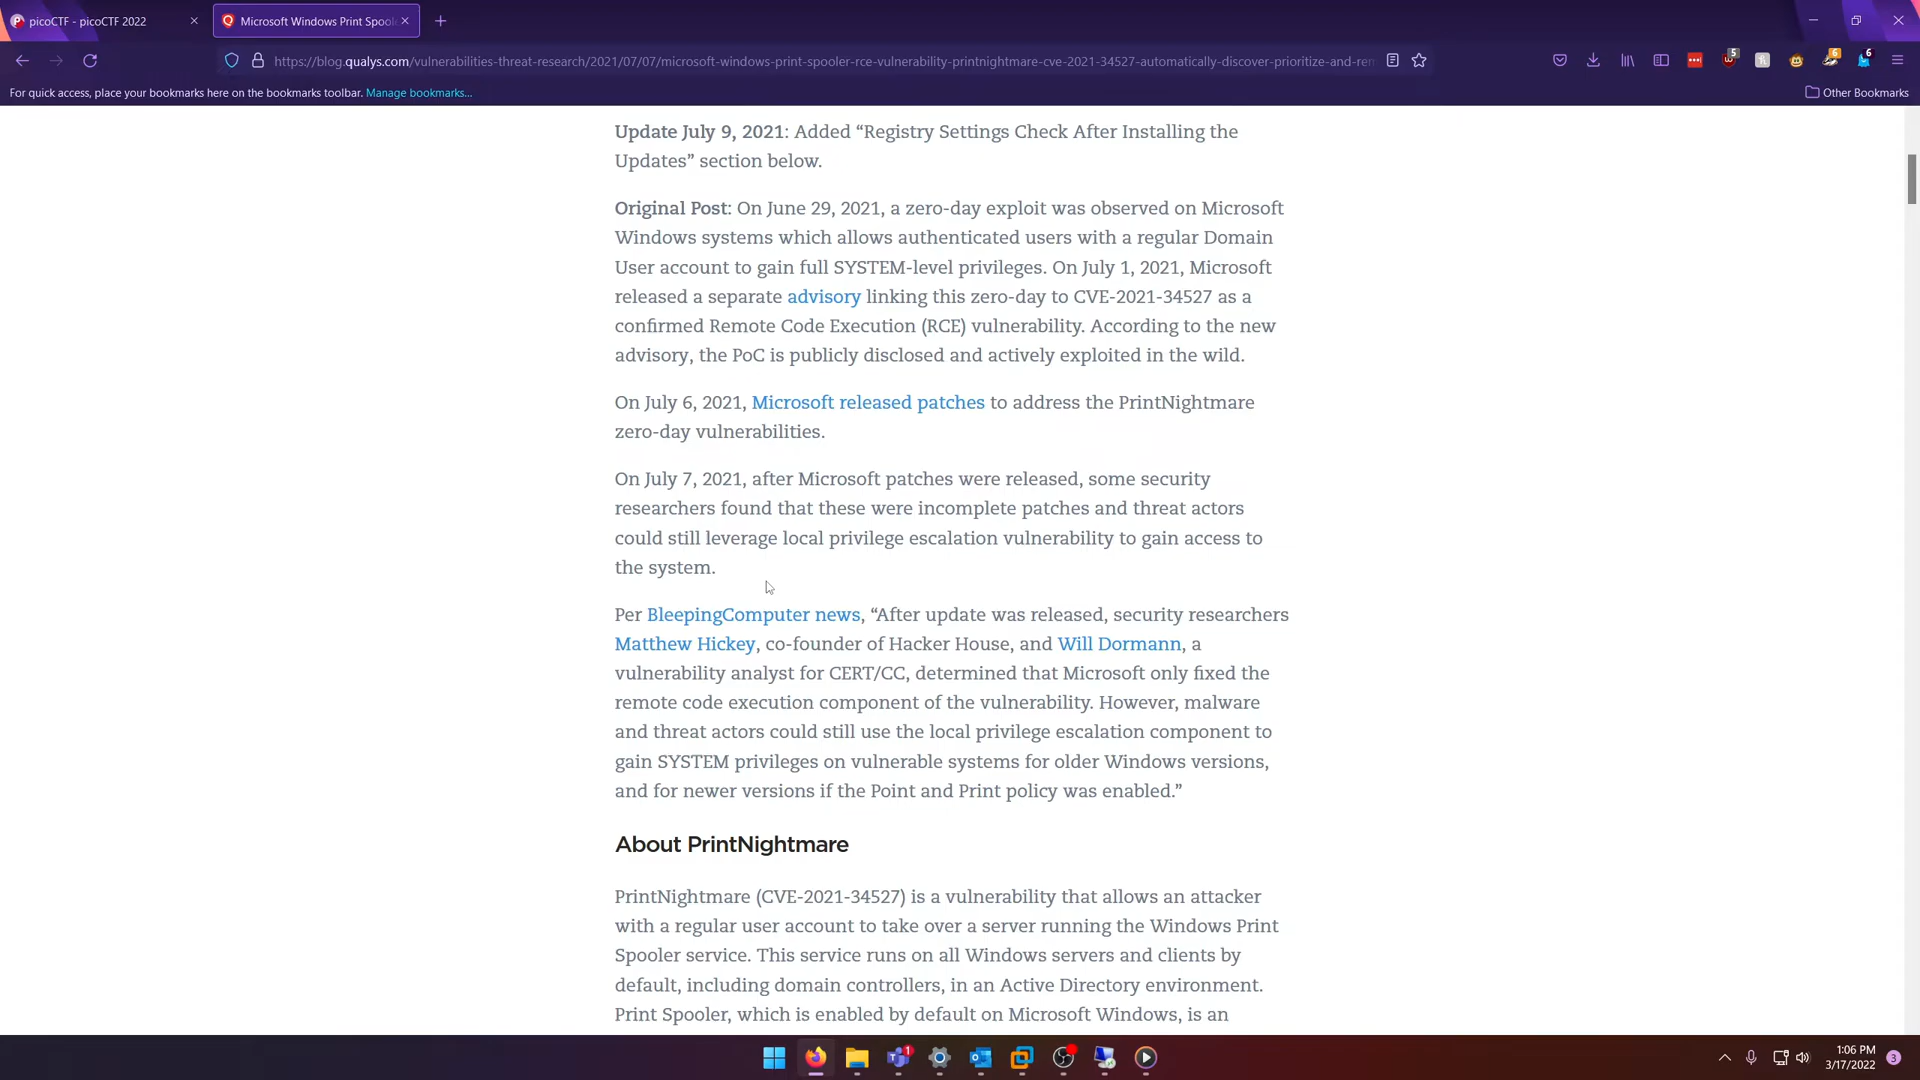 picoCTF - picoCTF 2022
Microsoft Windows Print Spool
https://blog.qualys.com/vulnerabilities-threat-research/2021/07/07/microsoft-windows-print-spooler-rce-vulnerability-printnightmare-cve-2021-34527-automatically-discover-prioritize-and-rem
5
6
6
For quick access, place your bookmarks here on the bookmarks toolbar. Manage bookmarks...
Other Bookmarks
Update July 9, 2021: Added “Registry Settings Check After Installing the
Updates” section below.
Original Post: On June 29, 2021, a zero-day exploit was observed on Microsoft
Windows systems which allows authenticated users with a regular Domain
User account to gain full SYSTEM-level privileges. On July 1, 2021, Microsoft
released a separate advisory linking this zero-day to CVE-2021-34527 as a
confirmed Remote Code Execution (RCE) vulnerability. According to the new
advisory, the PoC is publicly disclosed and actively exploited in the wild.
On July 6, 2021, Microsoft released patches to address the PrintNightmare
zero-day vulnerabilities.
On July 7, 2021, after Microsoft patches were released, some security
researchers found that these were incomplete patches and threat actors
could still leverage local privilege escalation vulnerability to gain access to
the system.
Per BleepingComputer news, “After update was released, security researchers
Matthew Hickey, co-founder of Hacker House, and Will Dormann, a
vulnerability analyst for CERT/CC, determined that Microsoft only fixed the
remote code execution component of the vulnerability. However, malware
and threat actors could still use the local privilege escalation component to
gain SYSTEM privileges on vulnerable systems for older Windows versions,
and for newer versions if the Point and Print policy was enabled.”
About PrintNightmare
PrintNightmare (CVE-2021-34527) is a vulnerability that allows an attacker
with a regular user account to take over a server running the Windows Print
Spooler service. This service runs on all Windows servers and clients by
default, including domain controllers, in an Active Directory environment.
Print Spooler, which is enabled by default on Microsoft Windows, is an
1
1:06 PM
3/17/2022
3